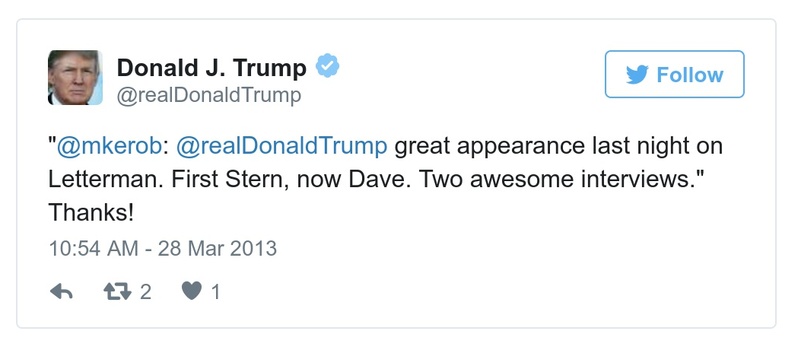 Donald J. Trump
@realDonaldTrump
Follow
"@mkerob: @realDonaldTrump great appearance last night on
Letterman. First Stern, now Dave. Two awesome interviews."
Thanks!
10:54 AM - 28 Mar 2013
2 1